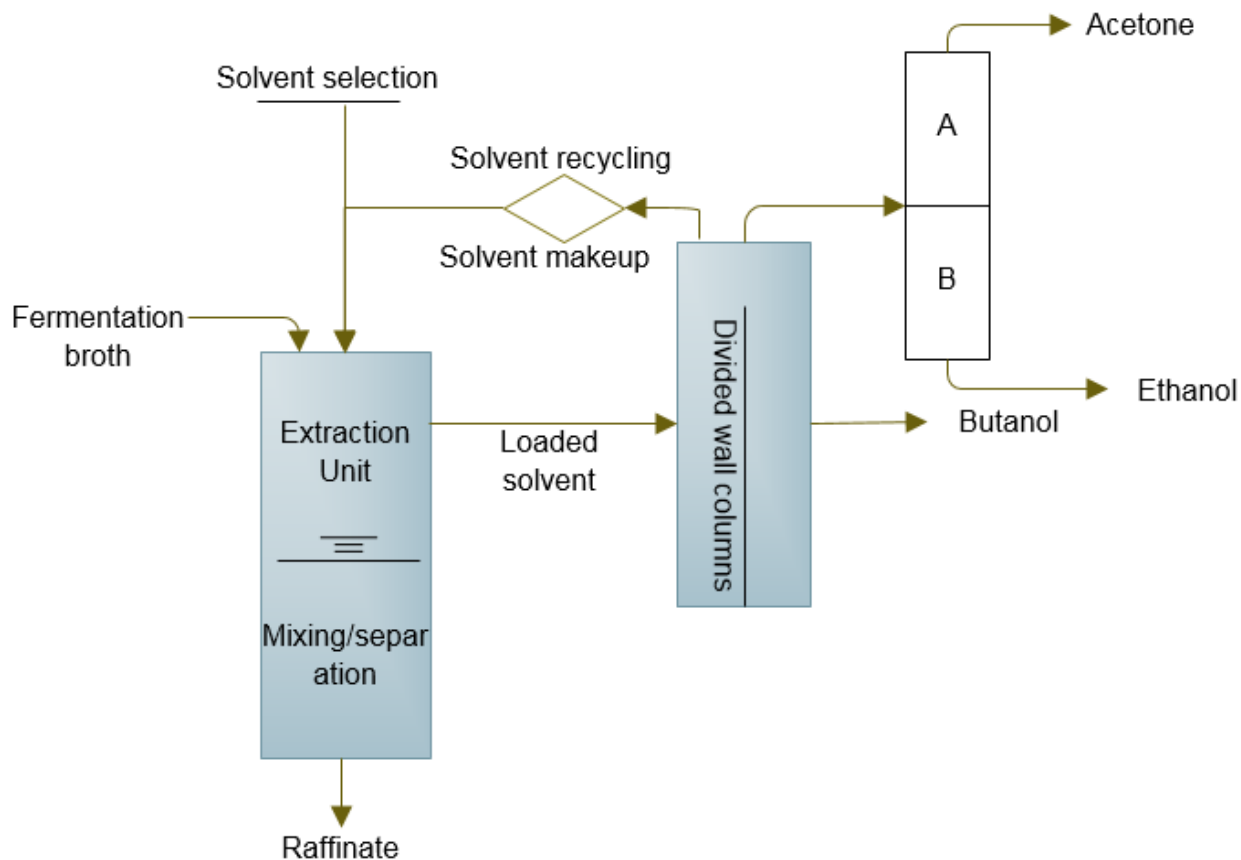 Acetone
Solvent selection
A
Solvent recycling
Solvent makeup
B
Fermentation
broth
Divided wall columns
Ethanol
Butanol
Extraction
Unit
Loaded
solvent
Mixing/separ
ation
Raffinate